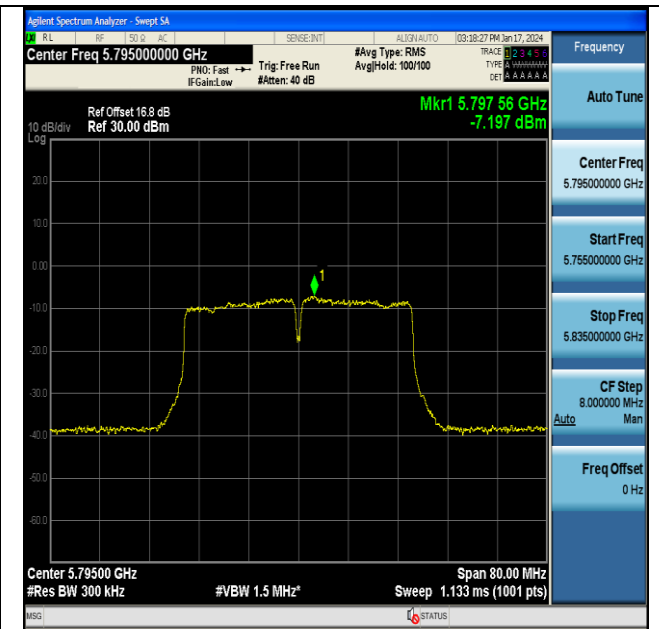 Agilent Spectrum Analyzer - Swept SA
RL RF 50 Ω AC SENSE:INT ALIGN AUTO 03:18:27 PM Jan 17, 2024
Center Freq 5.795000000 GHz
PNO: Fast
IFGain:Low
Trig: Free Run
#Atten: 40 dB
#Avg Type: RMS
Avg|Hold: 100/100
TRACE 1 2 3 4 5 6
TYPE A WWWWW
DET A A A A A A
Ref Offset 16.8 dB
10 dB/div Ref 30.00 dBm
Log
Mkr1 5.797 56 GHz
-7.197 dBm
20.0
10.0
0.00
-10.0
-20.0
-30.0
-40.0
-50.0
-60.0
1
Center 5.79500 GHz Span 80.00 MHz
#Res BW 300 kHz #VBW 1.5 MHz* Sweep 1.133 ms (1001 pts)
MSG STATUS
Frequency
Auto Tune
Center Freq
5.795000000 GHz
Start Freq
5.755000000 GHz
Stop Freq
5.835000000 GHz
CF Step
8.000000 MHz
Auto Man
Freq Offset
0 Hz